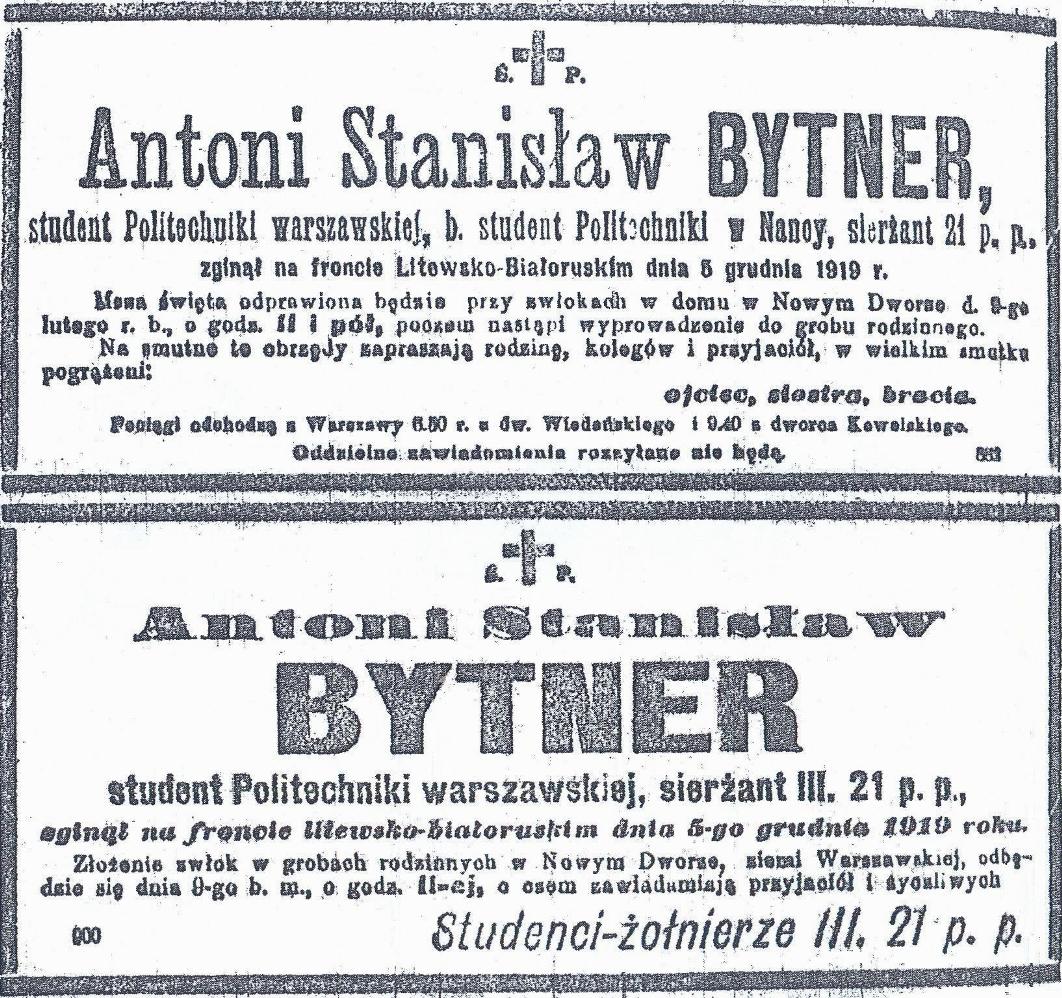 Ś. P.
Antoni Stanisław BYTNER,
student Politechniki warszawskiej, b. student Politechniki w Nancy, sierżant 21 p. p.,
zginął na froncie Litewsko-Białoruskim dnia 5 grudnia 1919 r.
Msza święta odprawiona będzie przy zwłokach w domu w Nowym Dworze d. 9-go
lutego r. b., o godz. 11 i pół, poczem nastąpi wyprowadzenie do grobu rodzinnego.
Na smutne te obrzędy zapraszają rodzinę, kolegów i przyjaciół, w wielkim smutku
pogrążeni:
ojciec, siostra, bracia.
Pociągi odchodzą z Warszawy 6.50 r. z dw. Wiedeńskiego i 9.40 z dworca Kowelskiego.
Oddzielne zawiadomienia rozsyłane nie będą.
Ś. P.
Antoni Stanisław
BYTNER
student Politechniki warszawskiej, sierżant III. 21 p. p.,
zginął na froncie litewsko-białoruskim dnia 5-go grudnia 1919 roku.
Złożenie zwłok w grobach rodzinnych w Nowym Dworze, ziemi Warszawskiej, odbę-
dzie się dnia 9-go b. m., o godz. 11-ej, o czem zawiadamiają przyjaciół i życzliwych
900 Studenci-żołnierze III. 21 p. p.